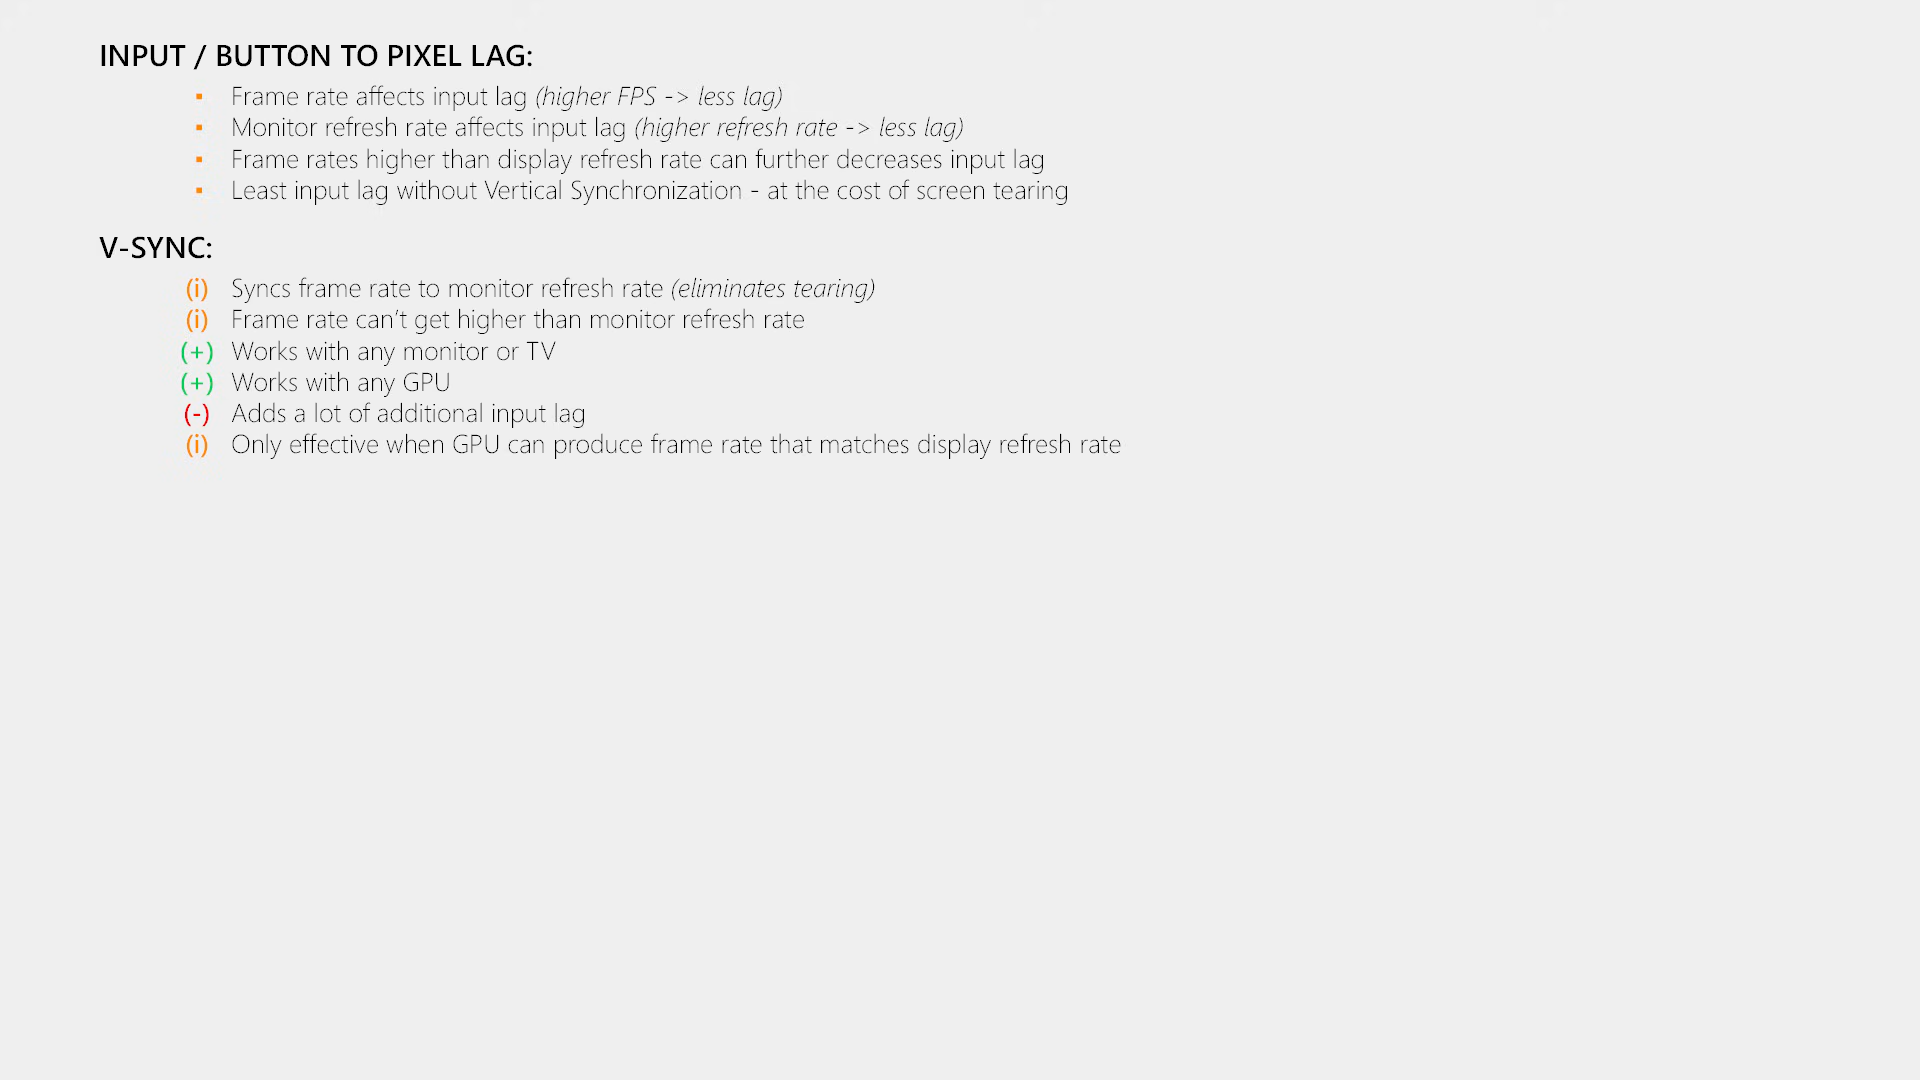 INPUT / BUTTON TO PIXEL LAG:
▪ Frame rate affects input lag (higher FPS -> less lag)
▪ Monitor refresh rate affects input lag (higher refresh rate -> less lag)
▪ Frame rates higher than display refresh rate can further decreases input lag
▪ Least input lag without Vertical Synchronization - at the cost of screen tearing
V-SYNC:
(i) Syncs frame rate to monitor refresh rate (eliminates tearing)
(i) Frame rate can't get higher than monitor refresh rate
(+) Works with any monitor or TV
(+) Works with any GPU
(-) Adds a lot of additional input lag
(i) Only effective when GPU can produce frame rate that matches display refresh rate